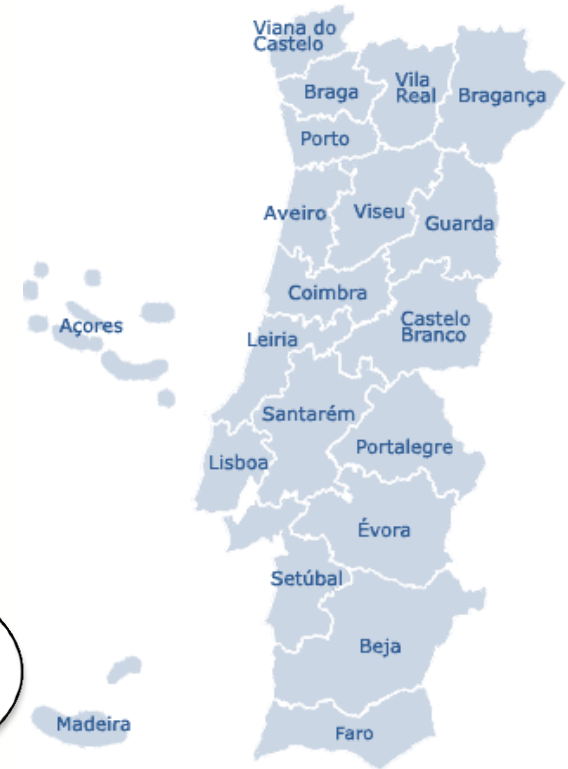 Viana do
Castelo
Braga
Vila
Real
Bragança
Porto
Aveiro
Viseu
Guarda
Coimbra
Açores
Castelo
Branco
Leiria
Santarém
Portalegre
Lisboa
Évora
Setúbal
Beja
Madeira
Faro